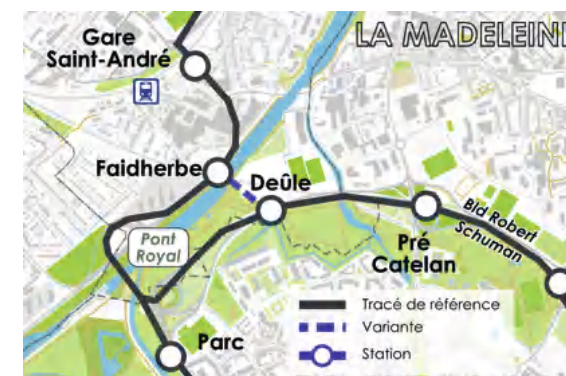 Gare
Saint-André
LA MADELEINE
Faidherbe
Deûle
Pont
Royal
Pré
Catelan
Bld Robert
Schuman
Parc
Tracé de référence
Variante
Station